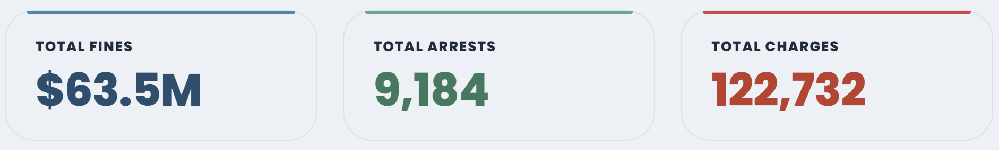 TOTAL FINES
$63.5M
TOTAL ARRESTS
9,184
TOTAL CHARGES
122,732